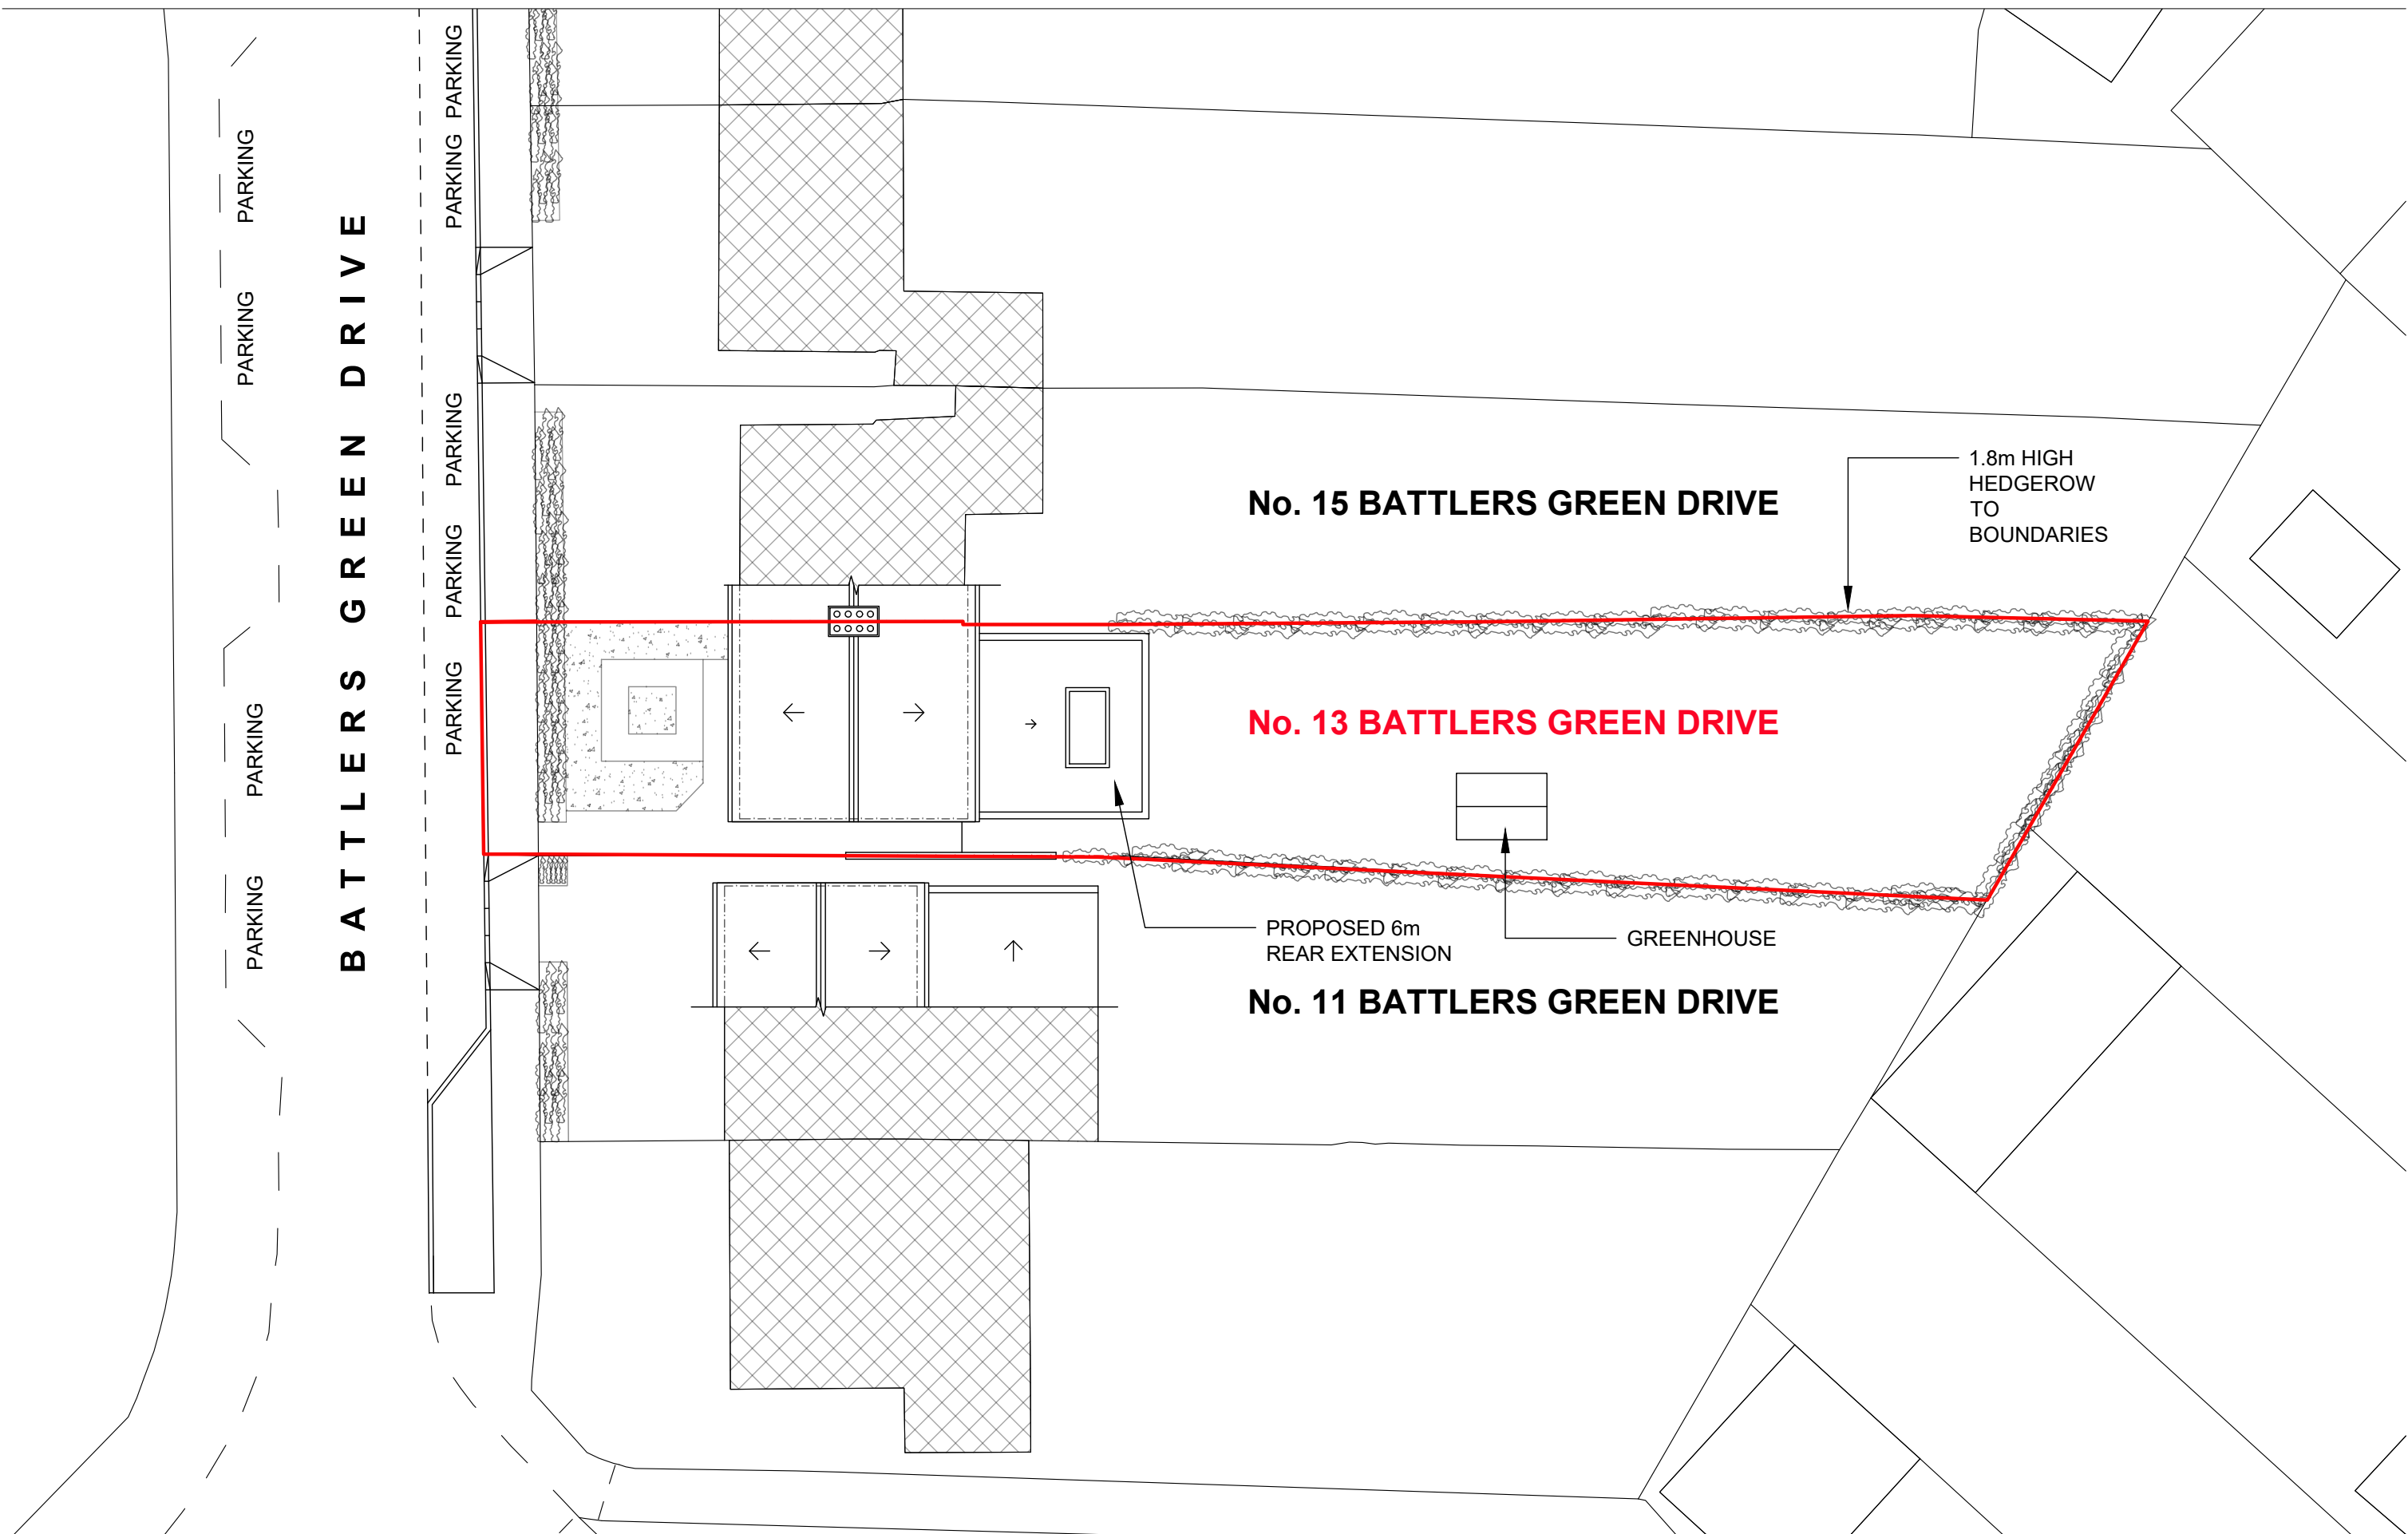 PARKING
PARKING
PARKING
PARKING
PARKING
PARKING
PARKING
PARKING
PARKING
BATTLERS GREEN DRIVE
No. 15 BATTLERS GREEN DRIVE
1.8m HIGH
HEDGEROW
TO
BOUNDARIES
No. 13 BATTLERS GREEN DRIVE
PROPOSED 6m
REAR EXTENSION
GREENHOUSE
No. 11 BATTLERS GREEN DRIVE